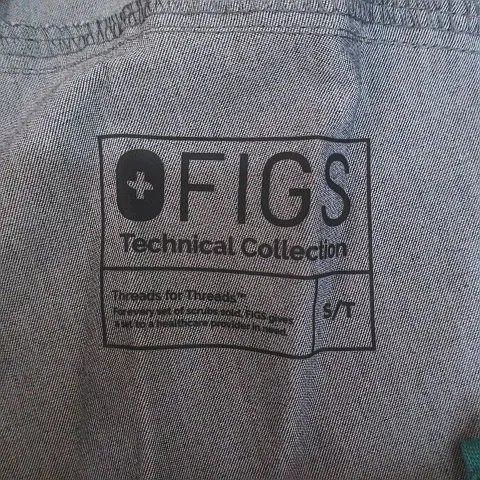 FIGS
Technical Collection
Threads for Threads™
For every set of scrubs sold, FIGS gives
a set to a healthcare provider in need.
S/T